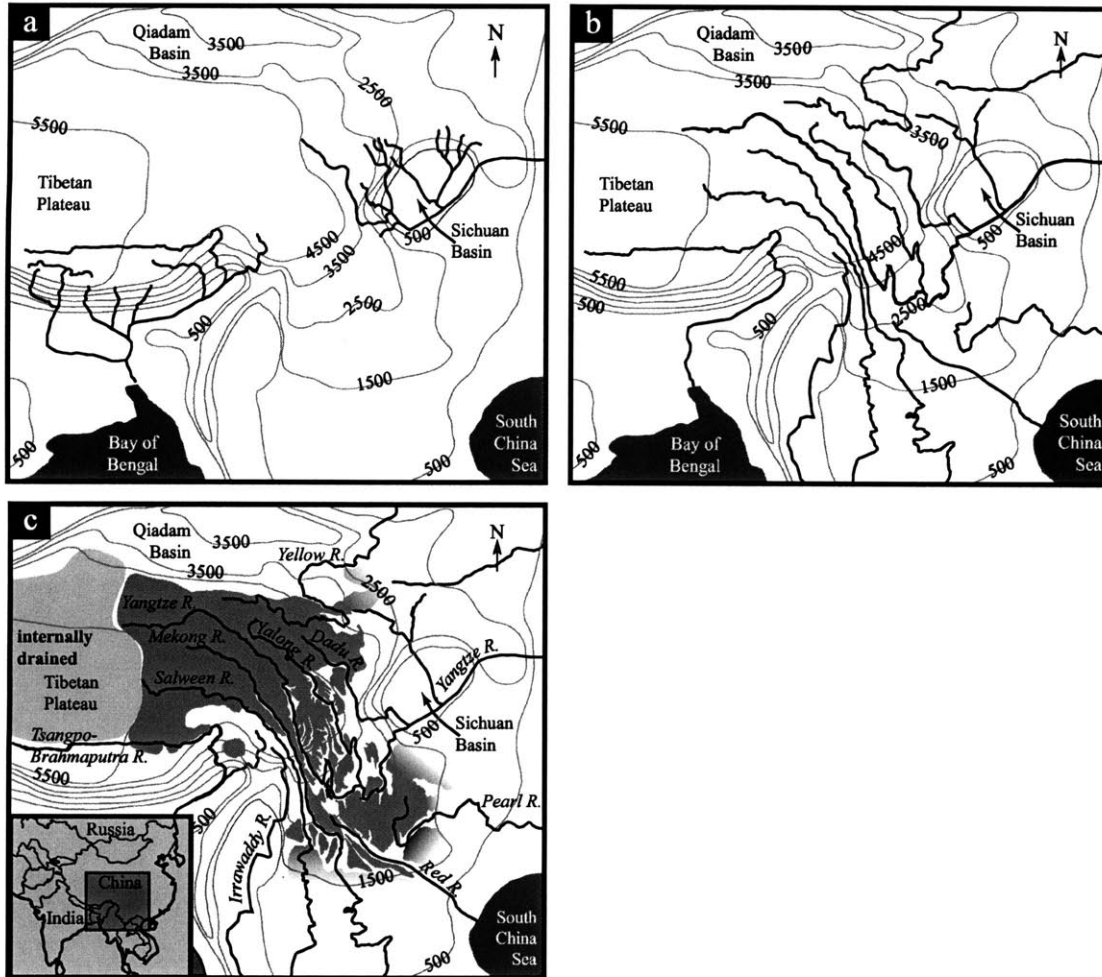 a
Qiadam
Basin
3500
3500
N
2500
5500
Tibetan
Plateau
4500
3500
500
Sichuan
Basin
2500
500
1500
Bay of
Bengal
South
China
Sea
500
500
b
Qiadam
Basin
3500
3500
N
3500
5500
Tibetan
Plateau
4500
500
Sichuan
Basin
5500
500
2500
500
1500
Bay of
Bengal
South
China
Sea
500
500
c
Qiadam
Basin
3500
3500
N
Yellow R.
2500
Yangtze R.
Mekong R.
Yalong R.
Dadu R.
internally
drained
Tibetan
Plateau
Salween R.
Yangtze R.
500
Sichuan
Basin
Tsangpo-
Brahmaputra R.
5500
500
Pearl R.
Irrawaddy R.
Red R.
1500
South
China
Sea
500
Russia
China
India